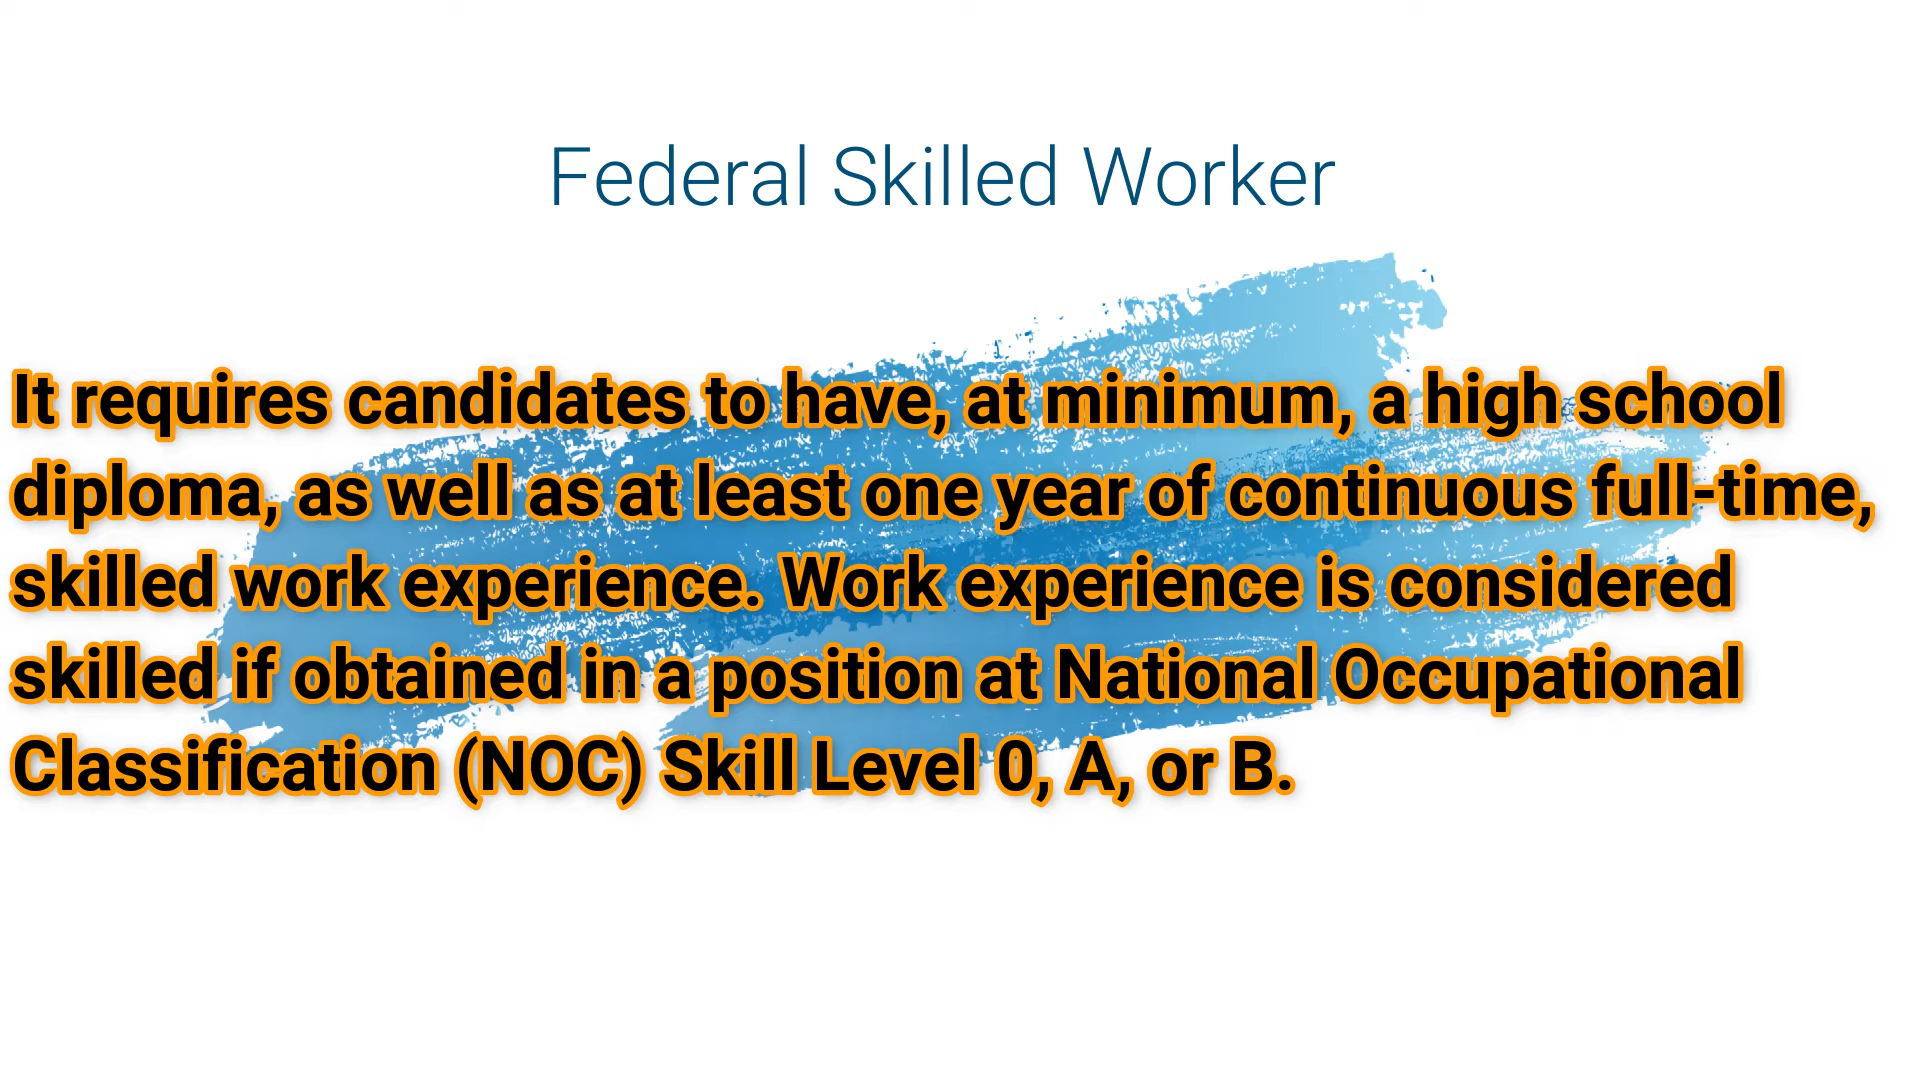 Federal Skilled Worker
It requires candidates to have, at minimum, a high school
diploma, as well as at least one year of continuous full-time,
skilled work experience. Work experience is considered
skilled if obtained in a position at National Occupational
Classification (NOC) Skill Level 0, A, or B.